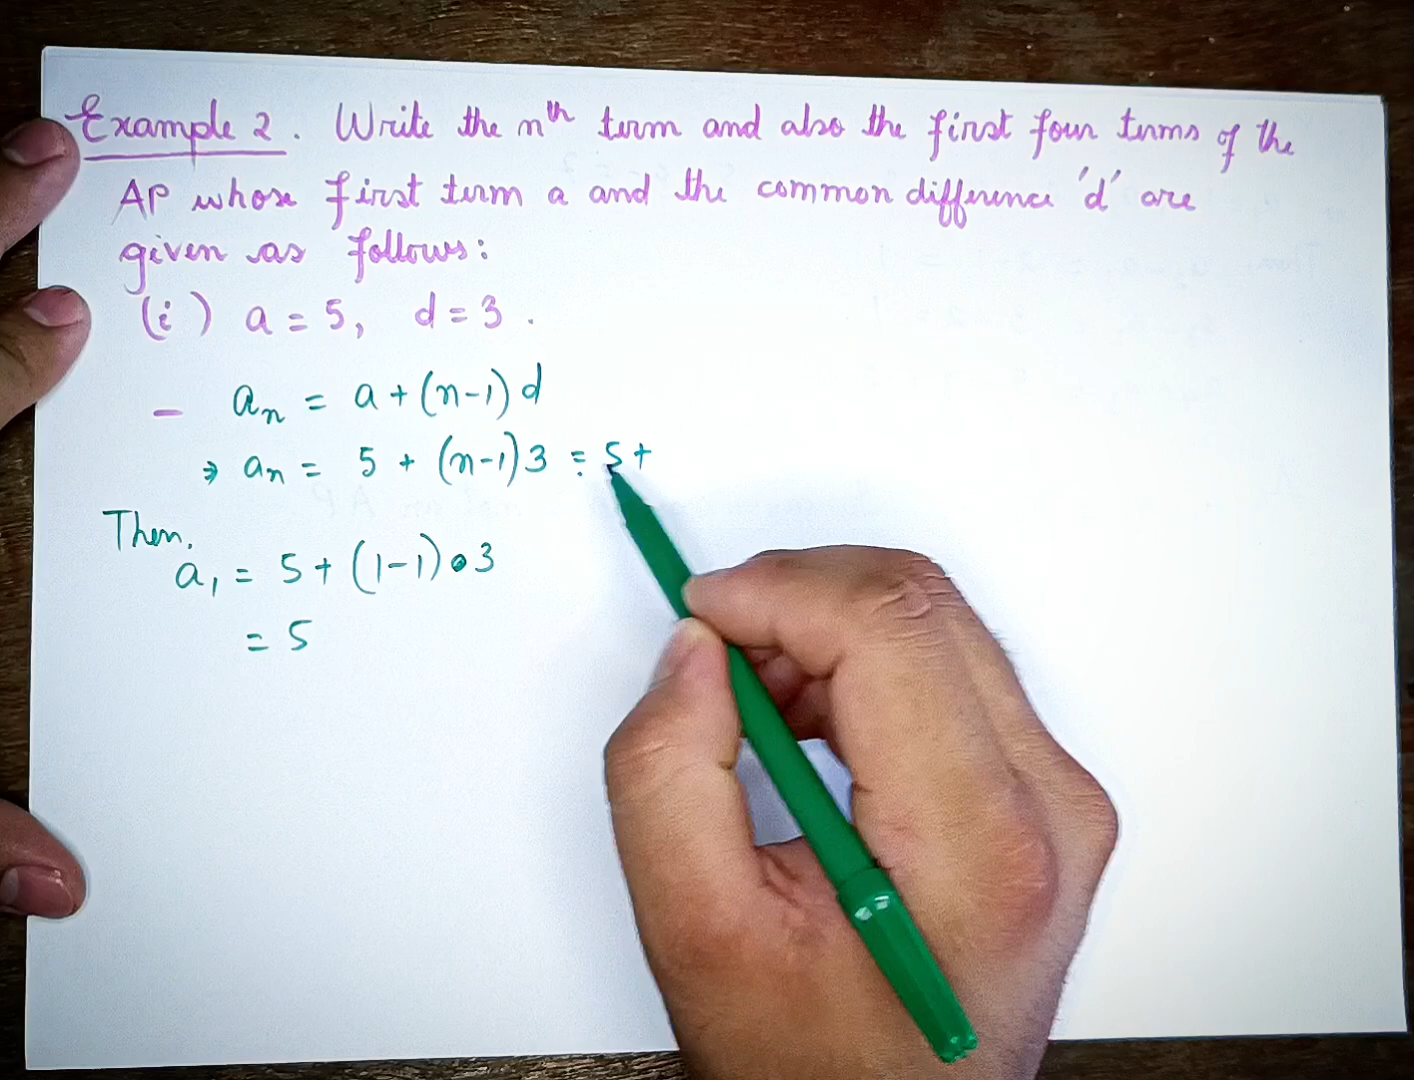 Example 2. Write the nth term and also the first four terms of the
AP whose first term a and the common difference 'd' are
given as follows:
(i) a = 5, d = 3.
- aₙ = a + (n-1) d
⇒ aₙ = 5 + (n-1) 3 = 5 +
Then,
a₁ = 5 + (1-1) • 3
= 5